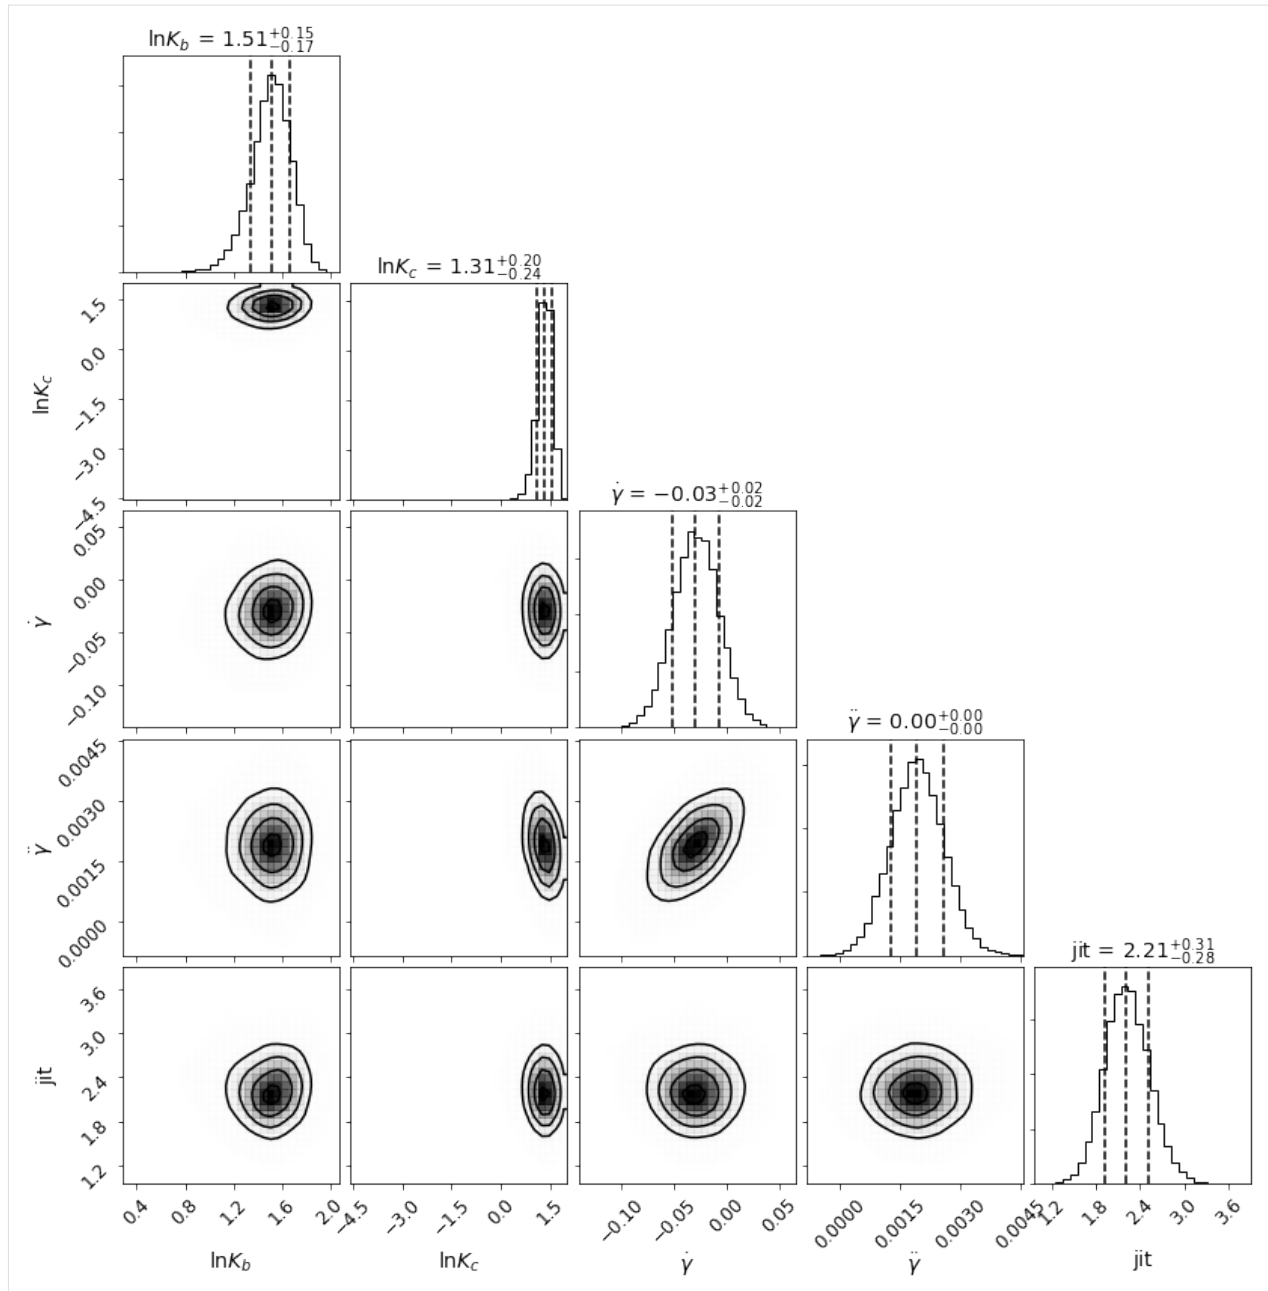 lnK_b = 1.51^{+0.15}_{-0.17}
lnK_c = 1.31^{+0.20}_{-0.24}
1.5
0.0
−1.5
−3.0
−4.5
lnK_c
γ̇ = −0.03^{+0.02}_{-0.02}
0.05
0.00
−0.05
−0.10
γ̇
γ̈ = 0.00^{+0.00}_{-0.00}
0.0045
0.0030
0.0015
0.0000
γ̈
jit = 2.21^{+0.31}_{-0.28}
3.6
3.0
2.4
1.8
1.2
jit
0.4 0.8 1.2 1.6 2.0 −4.5 −3.0 −1.5 0.0 1.5 −0.10 −0.05 0.00 0.05 0.0000 0.0015 0.0030 0.0045 1.2 1.8 2.4 3.0 3.6
lnK_b lnK_c γ̇ γ̈ jit